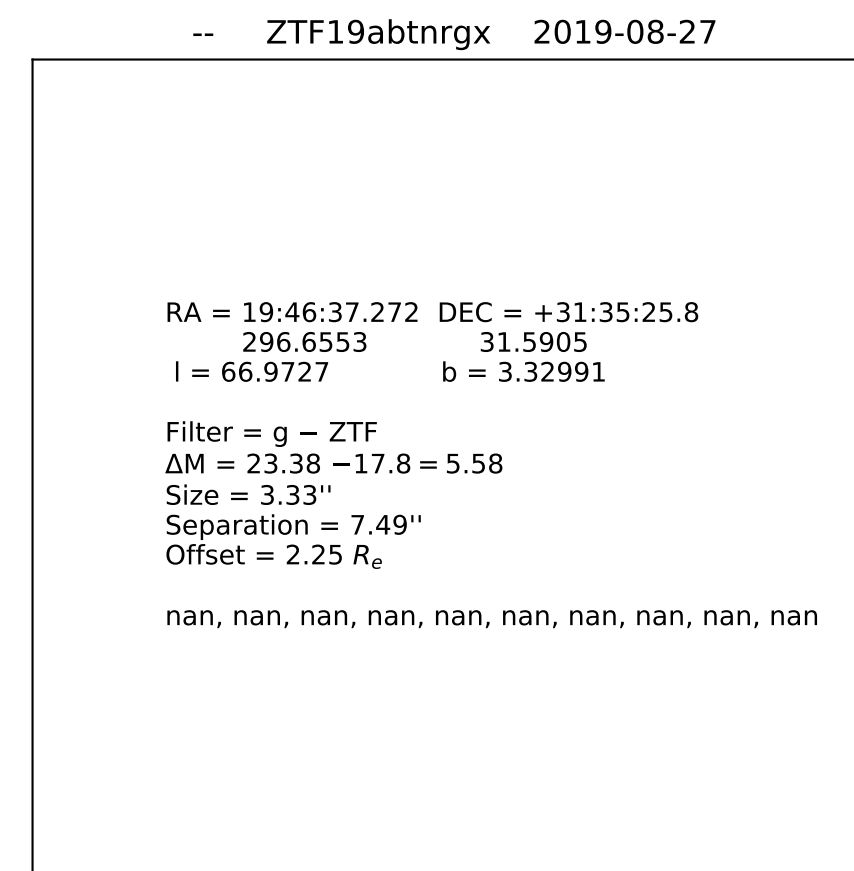 -- ZTF19abtnrgx 2019-08-27
RA = 19:46:37.272 DEC = +31:35:25.8
296.6553 31.5905
l = 66.9727 b = 3.32991
Filter = g − ZTF
ΔM = 23.38 −17.8 = 5.58
Size = 3.33''
Separation = 7.49''
Offset = 2.25 Re
nan, nan, nan, nan, nan, nan, nan, nan, nan, nan